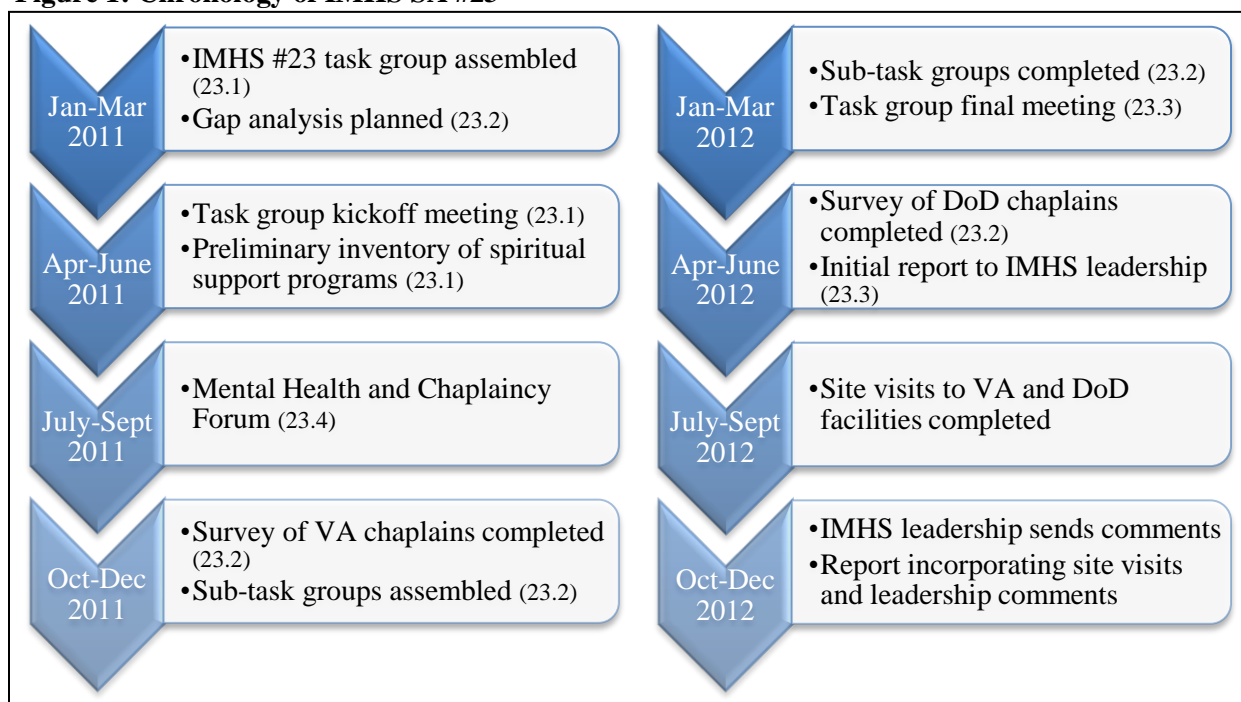 Figure 1: Chronology of IMHS SA #23
Jan-Mar
2011
•IMHS #23 task group assembled
(23.1)
•Gap analysis planned (23.2)
Apr-June
2011
•Task group kickoff meeting (23.1)
•Preliminary inventory of spiritual
support programs (23.1)
July-Sept
2011
•Mental Health and Chaplaincy
Forum (23.4)
Oct-Dec
2011
•Survey of VA chaplains completed
(23.2)
•Sub-task groups assembled (23.2)
Jan-Mar
2012
•Sub-task groups completed (23.2)
•Task group final meeting (23.3)
Apr-June
2012
•Survey of DoD chaplains
completed (23.2)
•Initial report to IMHS leadership
(23.3)
July-Sept
2012
•Site visits to VA and DoD
facilities completed
Oct-Dec
2012
•IMHS leadership sends comments
•Report incorporating site visits
and leadership comments